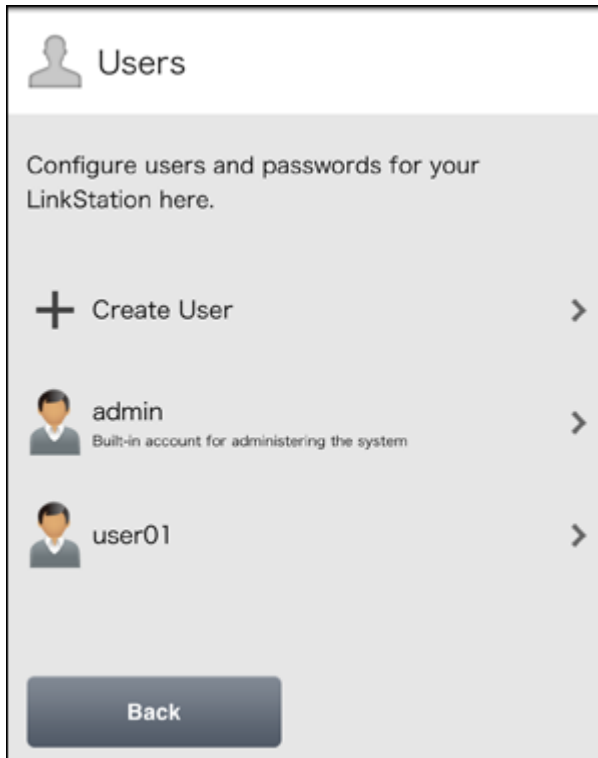 Users
Configure users and passwords for your
LinkStation here.
Create User
admin
Built-in account for administering the system
user01
Back